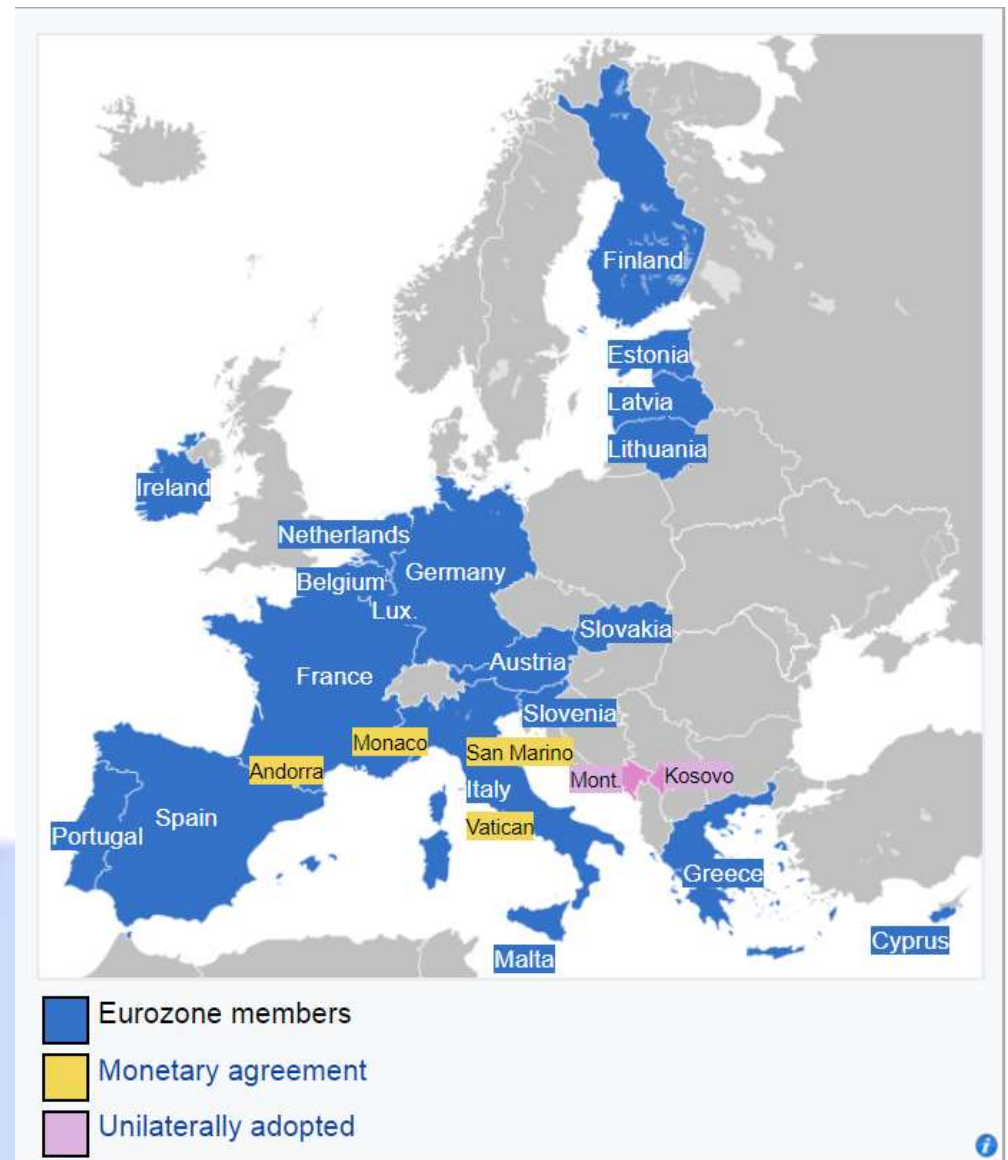 Finland
Estonia
Latvia
Lithuania
Ireland
Netherlands
Belgium
Germany
Lux.
Slovakia
Austria
France
Slovenia
Monaco
San Marino
Andorra
Mont.
Kosovo
Italy
Spain
Vatican
Portugal
Greece
Cyprus
Malta
Eurozone members
Monetary agreement
Unilaterally adopted
i